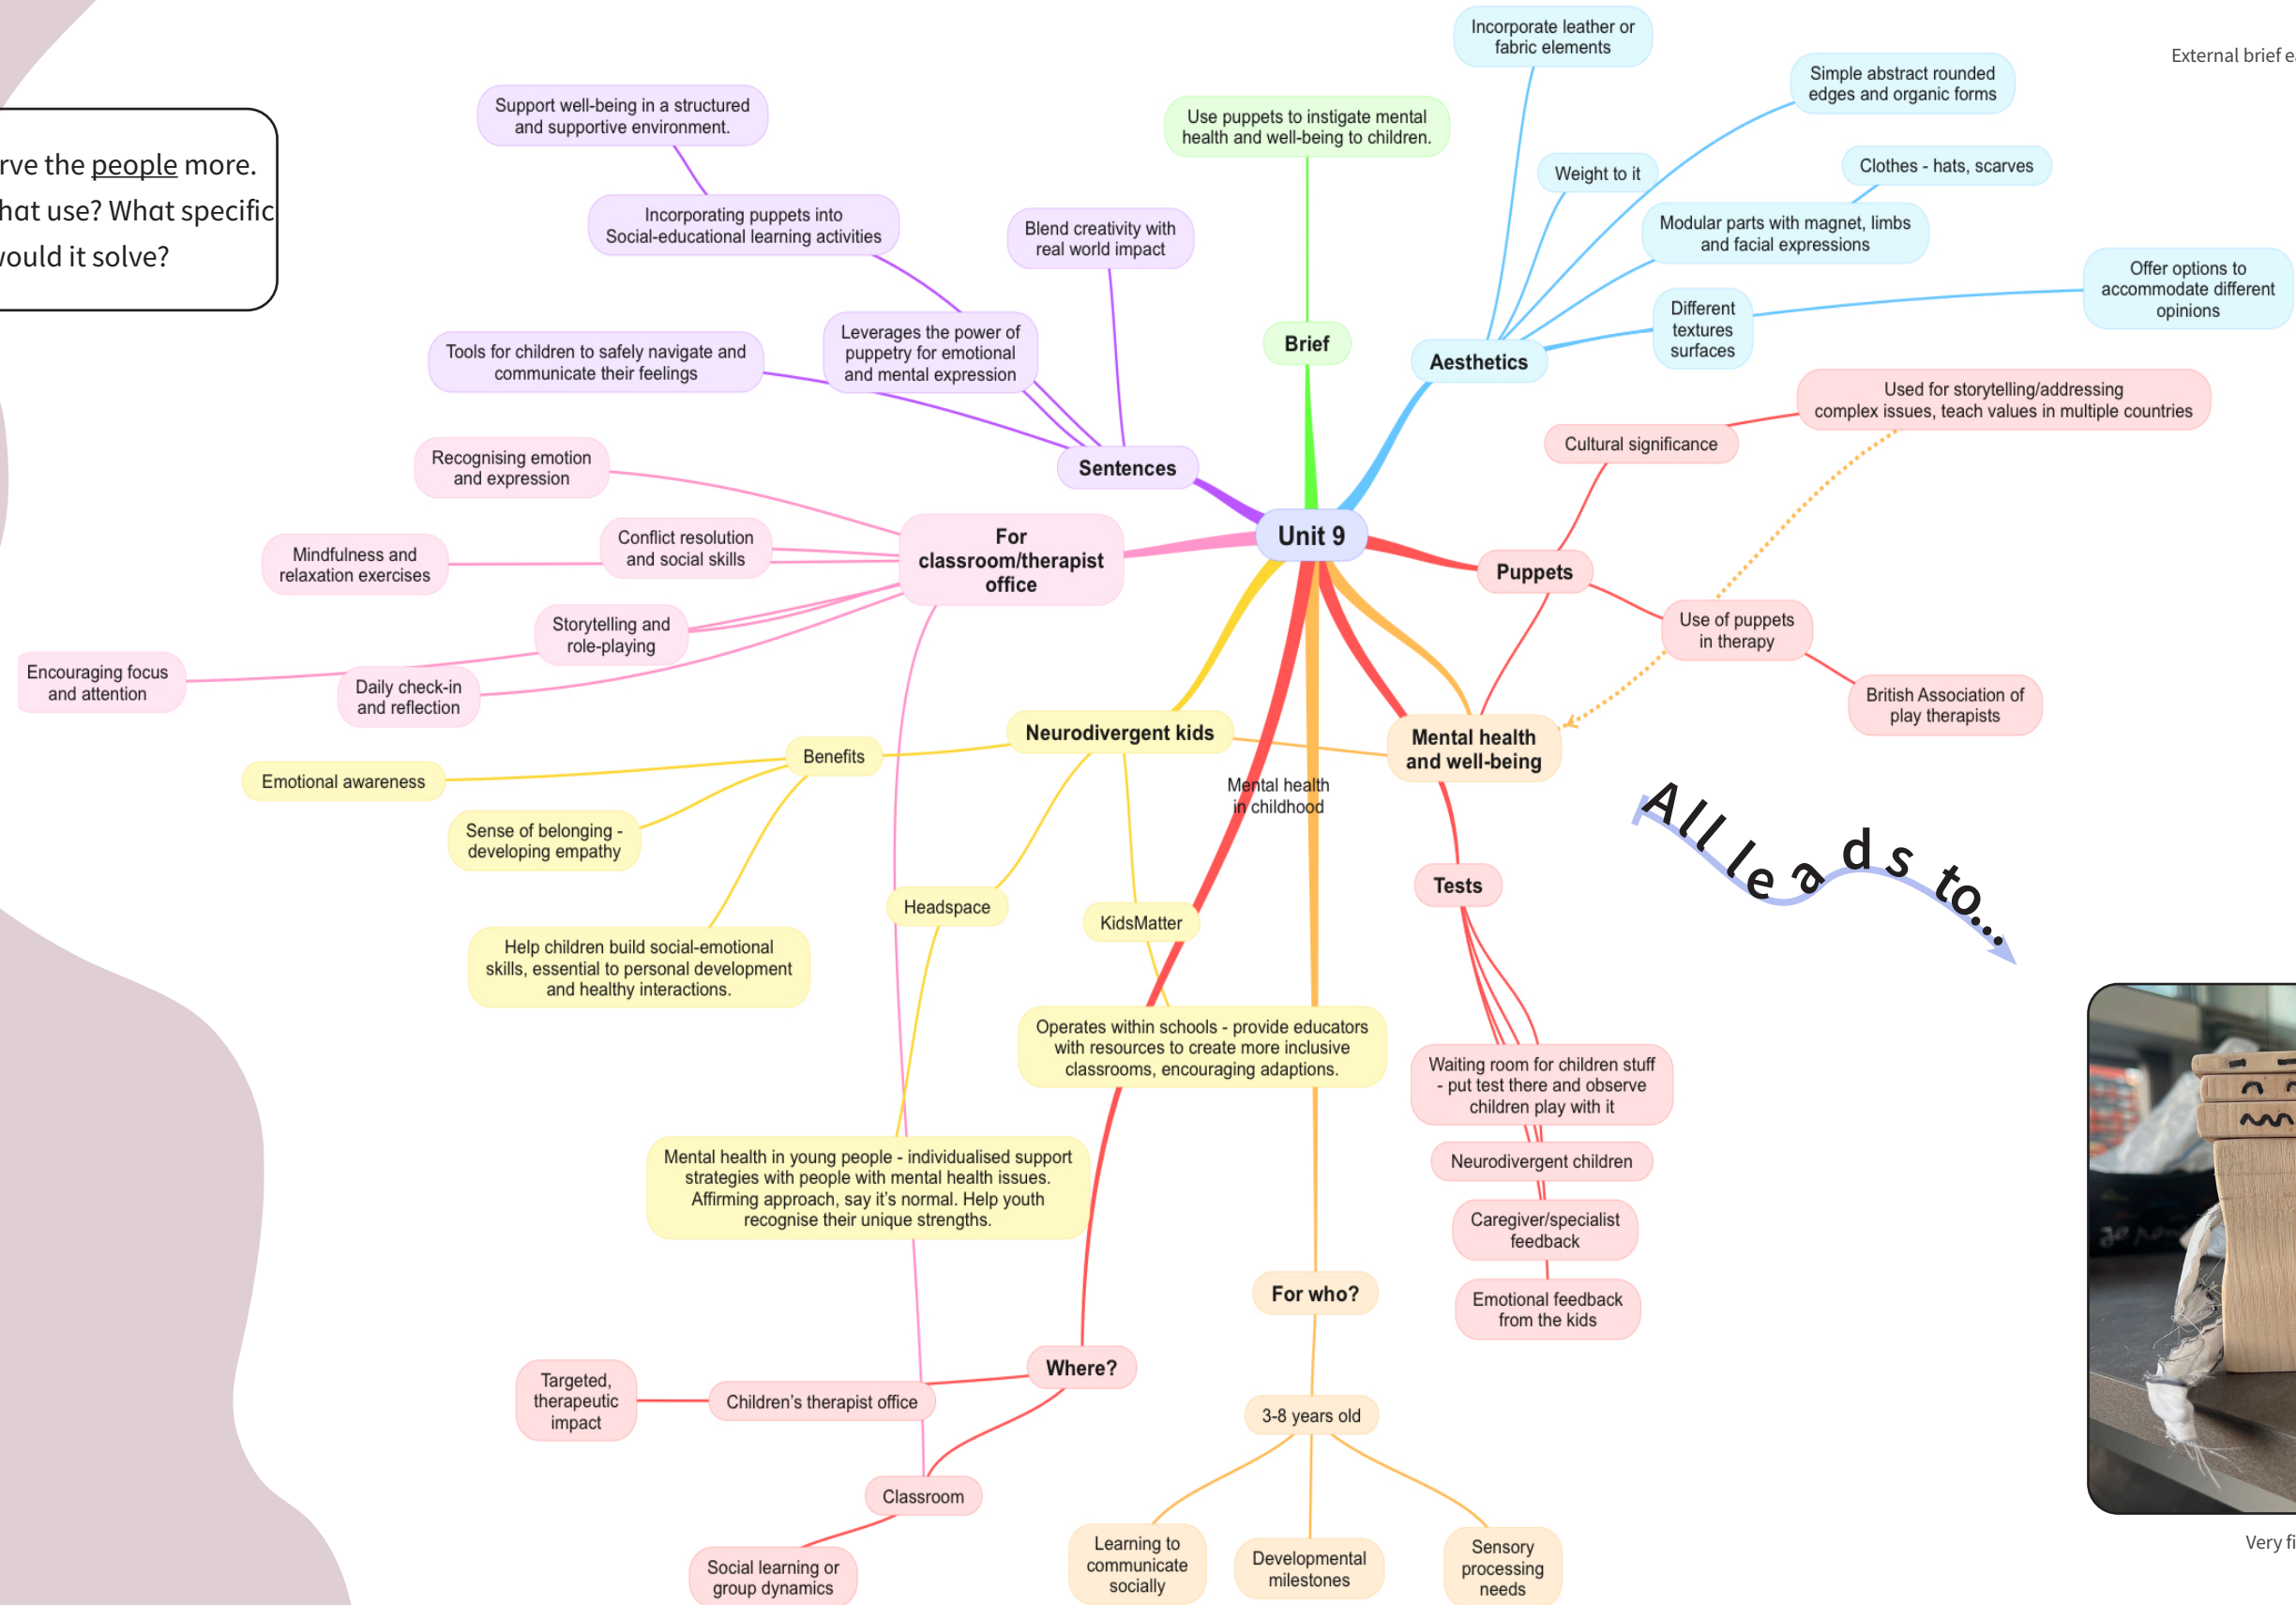 rve the people more.
hat use? What specific
would it solve?
External brief e
Incorporate leather or
fabric elements
Simple abstract rounded
edges and organic forms
Weight to it
Clothes - hats, scarves
Modular parts with magnet, limbs
and facial expressions
Different
textures
surfaces
Offer options to
accommodate different
opinions
Aesthetics
Use puppets to instigate mental
health and well-being to children.
Brief
Support well-being in a structured
and supportive environment.
Incorporating puppets into
Social-educational learning activities
Blend creativity with
real world impact
Leverages the power of
puppetry for emotional
and mental expression
Tools for children to safely navigate and
communicate their feelings
Sentences
Unit 9
Used for storytelling/addressing
complex issues, teach values in multiple countries
Cultural significance
Puppets
Use of puppets
in therapy
British Association of
play therapists
Recognising emotion
and expression
Conflict resolution
and social skills
Mindfulness and
relaxation exercises
Storytelling and
role-playing
Encouraging focus
and attention
Daily check-in
and reflection
For
classroom/therapist
office
Neurodivergent kids
Benefits
Emotional awareness
Sense of belonging -
developing empathy
Help children build social-emotional
skills, essential to personal development
and healthy interactions.
Headspace
KidsMatter
Operates within schools - provide educators
with resources to create more inclusive
classrooms, encouraging adaptions.
Mental health in young people - individualised support
strategies with people with mental health issues.
Affirming approach, say it's normal. Help youth
recognise their unique strengths.
Mental health
and well-being
Mental health
in childhood
All leads to...
Tests
Waiting room for children stuff
- put test there and observe
children play with it
Neurodivergent children
Caregiver/specialist
feedback
Emotional feedback
from the kids
For who?
3-8 years old
Learning to
communicate
socially
Developmental
milestones
Sensory
processing
needs
Where?
Children's therapist office
Targeted,
therapeutic
impact
Classroom
Social learning or
group dynamics
Very fi